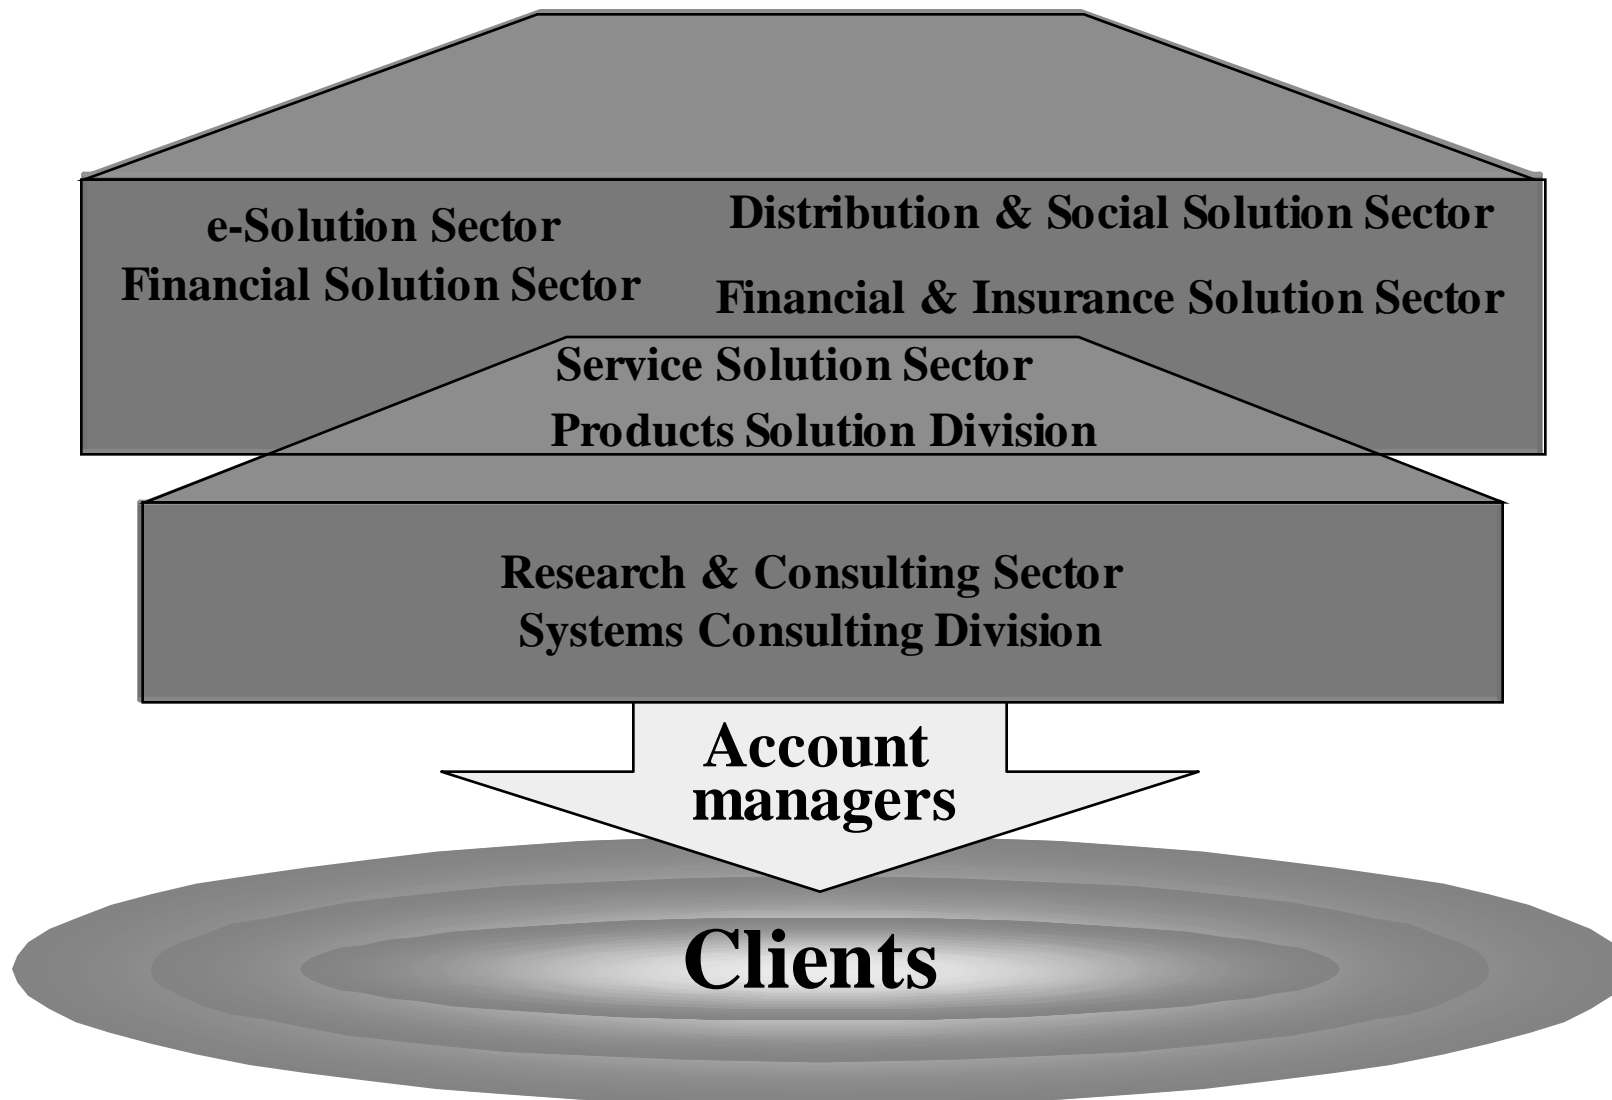 e-Solution Sector
Financial Solution Sector
Distribution & Social Solution Sector
Financial & Insurance Solution Sector
Service Solution Sector
Products Solution Division
Research & Consulting Sector
Systems Consulting Division
Account
managers
Clients